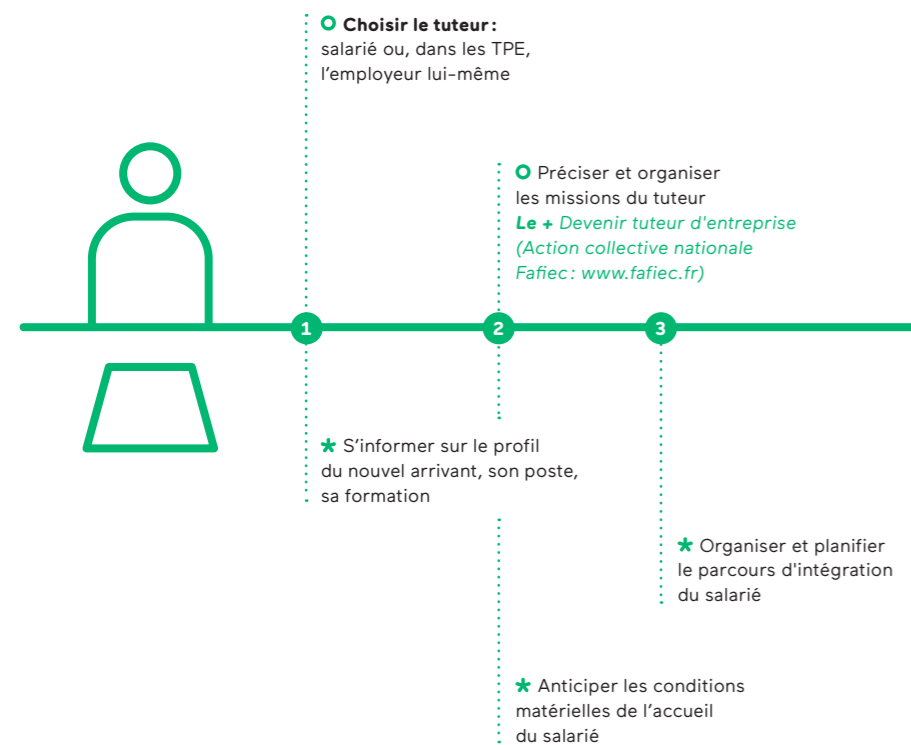 Choisir le tuteur :
salarié ou, dans les TPE,
l’employeur lui-même
Préciser et organiser
les missions du tuteur
Le + Devenir tuteur d'entreprise
(Action collective nationale
Fafiec : www.fafiec.fr)
1
2
3
S’informer sur le profil
du nouvel arrivant, son poste,
sa formation
Organiser et planifier
le parcours d'intégration
du salarié
Anticiper les conditions
matérielles de l’accueil
du salarié